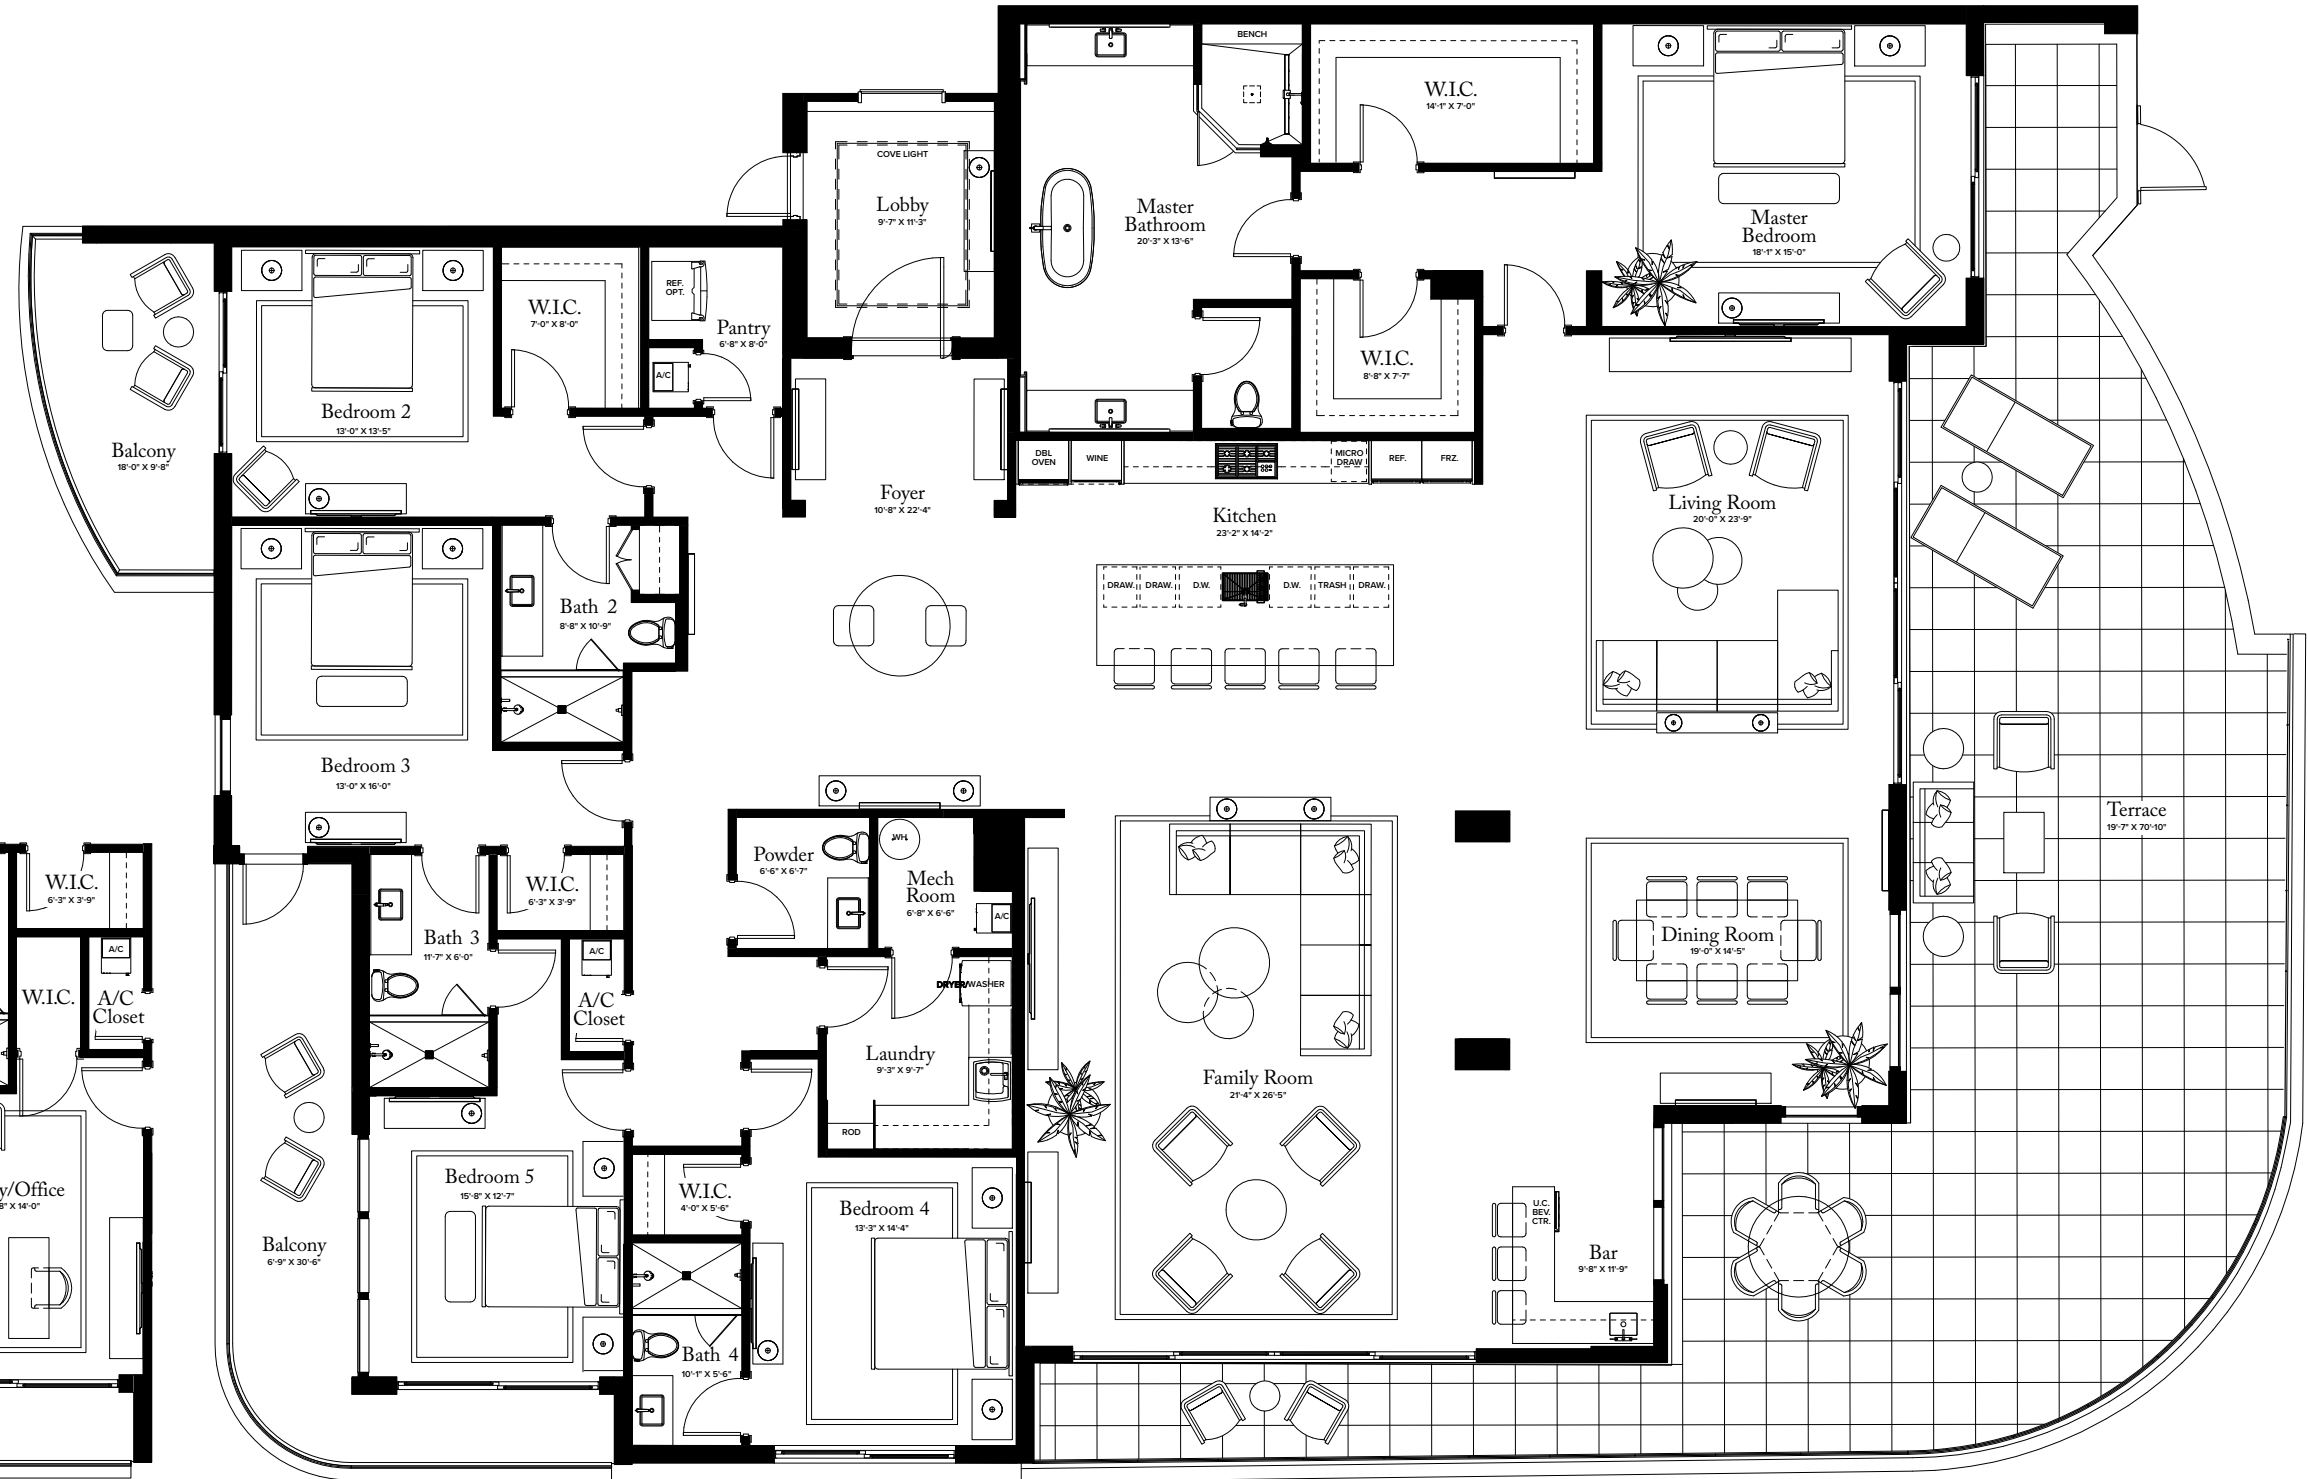 BENCH
W.I.C.
14'-1" X 7'-0"
COVE LIGHT
Lobby
9'-7" X 11'-3"
Master
Bathroom
20'-3" X 13'-6"
Master
Bedroom
18'-1" X 15'-0"
W.I.C.
7'-0" X 8'-0"
REF.
OPT.
Pantry
6'-8" X 8'-0"
A/C
W.I.C.
8'-8" X 7'-7"
Bedroom 2
13'-0" X 13'-5"
Balcony
18'-0" X 9'-8"
DBL
OVEN
WINE
MICRO
DRAW
REF.
FRZ.
Foyer
10'-8" X 22'-4"
Kitchen
23'-2" X 14'-2"
Living Room
20'-0" X 23'-9"
DRAW.
DRAW.
D.W.
D.W.
TRASH
DRAW.
Bath 2
8'-8" X 10'-9"
Bedroom 3
13'-0" X 16'-0"
Terrace
19'-7" X 70'-10"
WH.
Powder
6'-6" X 6'-7"
Mech
Room
6'-8" X 6'-6"
A/C
W.I.C.
6'-3" X 3'-9"
W.I.C.
6'-3" X 3'-9"
Bath 3
11'-7" X 6'-0"
Dining Room
19'-0" X 14'-5"
A/C
A/C
W.I.C.
A/C
Closet
A/C
Closet
DRYER/WASHER
Laundry
9'-3" X 9'-7"
Family Room
21'-4" X 26'-5"
ROD
Bedroom 5
15'-8" X 12'-7"
W.I.C.
4'-0" X 5'-6"
Bedroom 4
13'-3" X 14'-4"
y/Office
8" X 14'-0"
U.C.
BEV.
CTR.
Balcony
6'-9" X 30'-6"
Bar
9'-8" X 11'-9"
Bath 4
10'-1" X 5'-6"